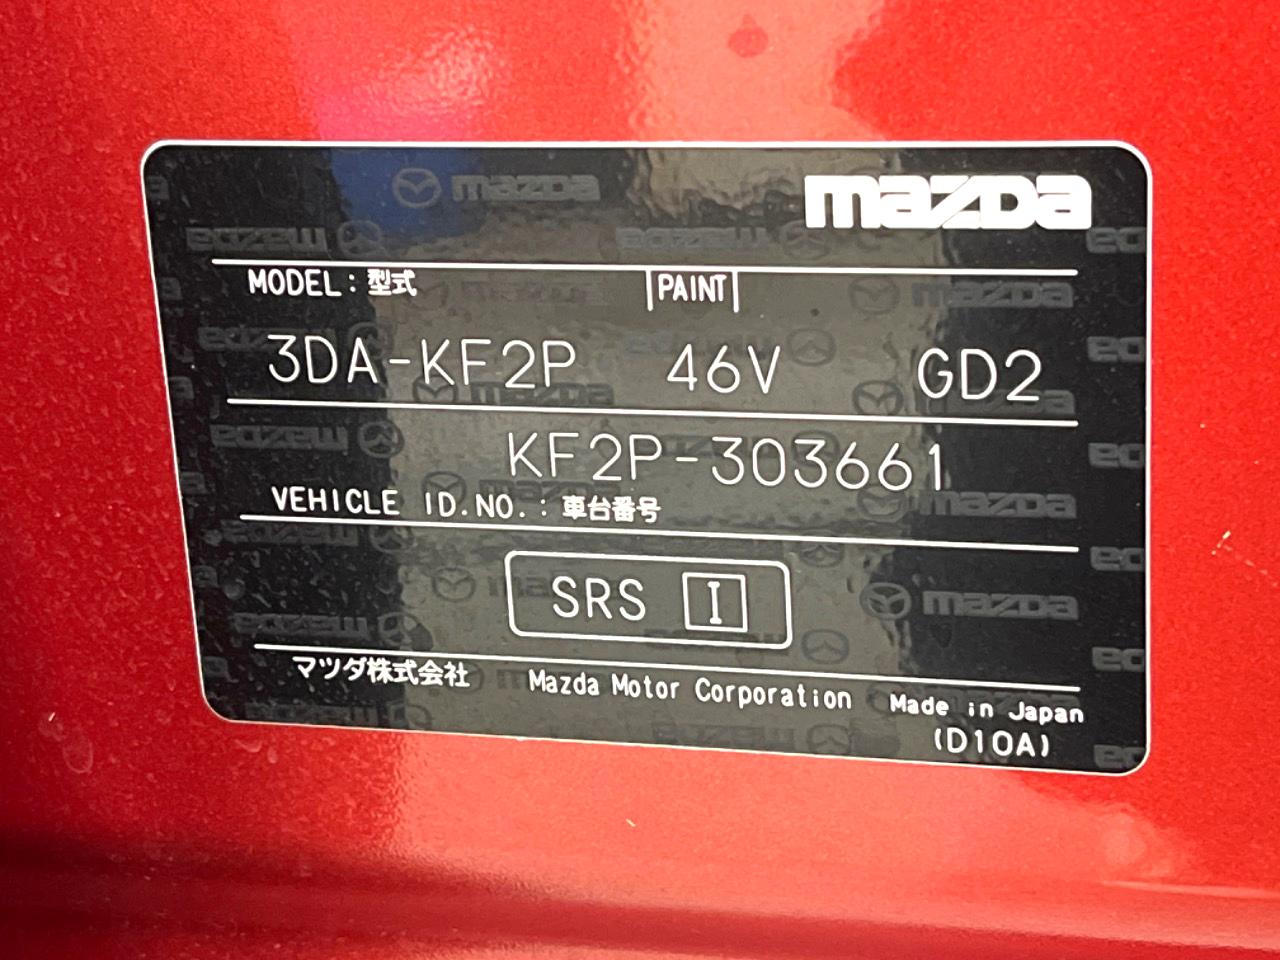 mazDa
MODEL : 型式 PAINT
3DA-KF2P 46V GD2
KF2P-303661
VEHICLE ID.NO. : 車台番号
SRS I
マツダ株式会社 Mazda Motor Corporation Made in Japan
(D10A)